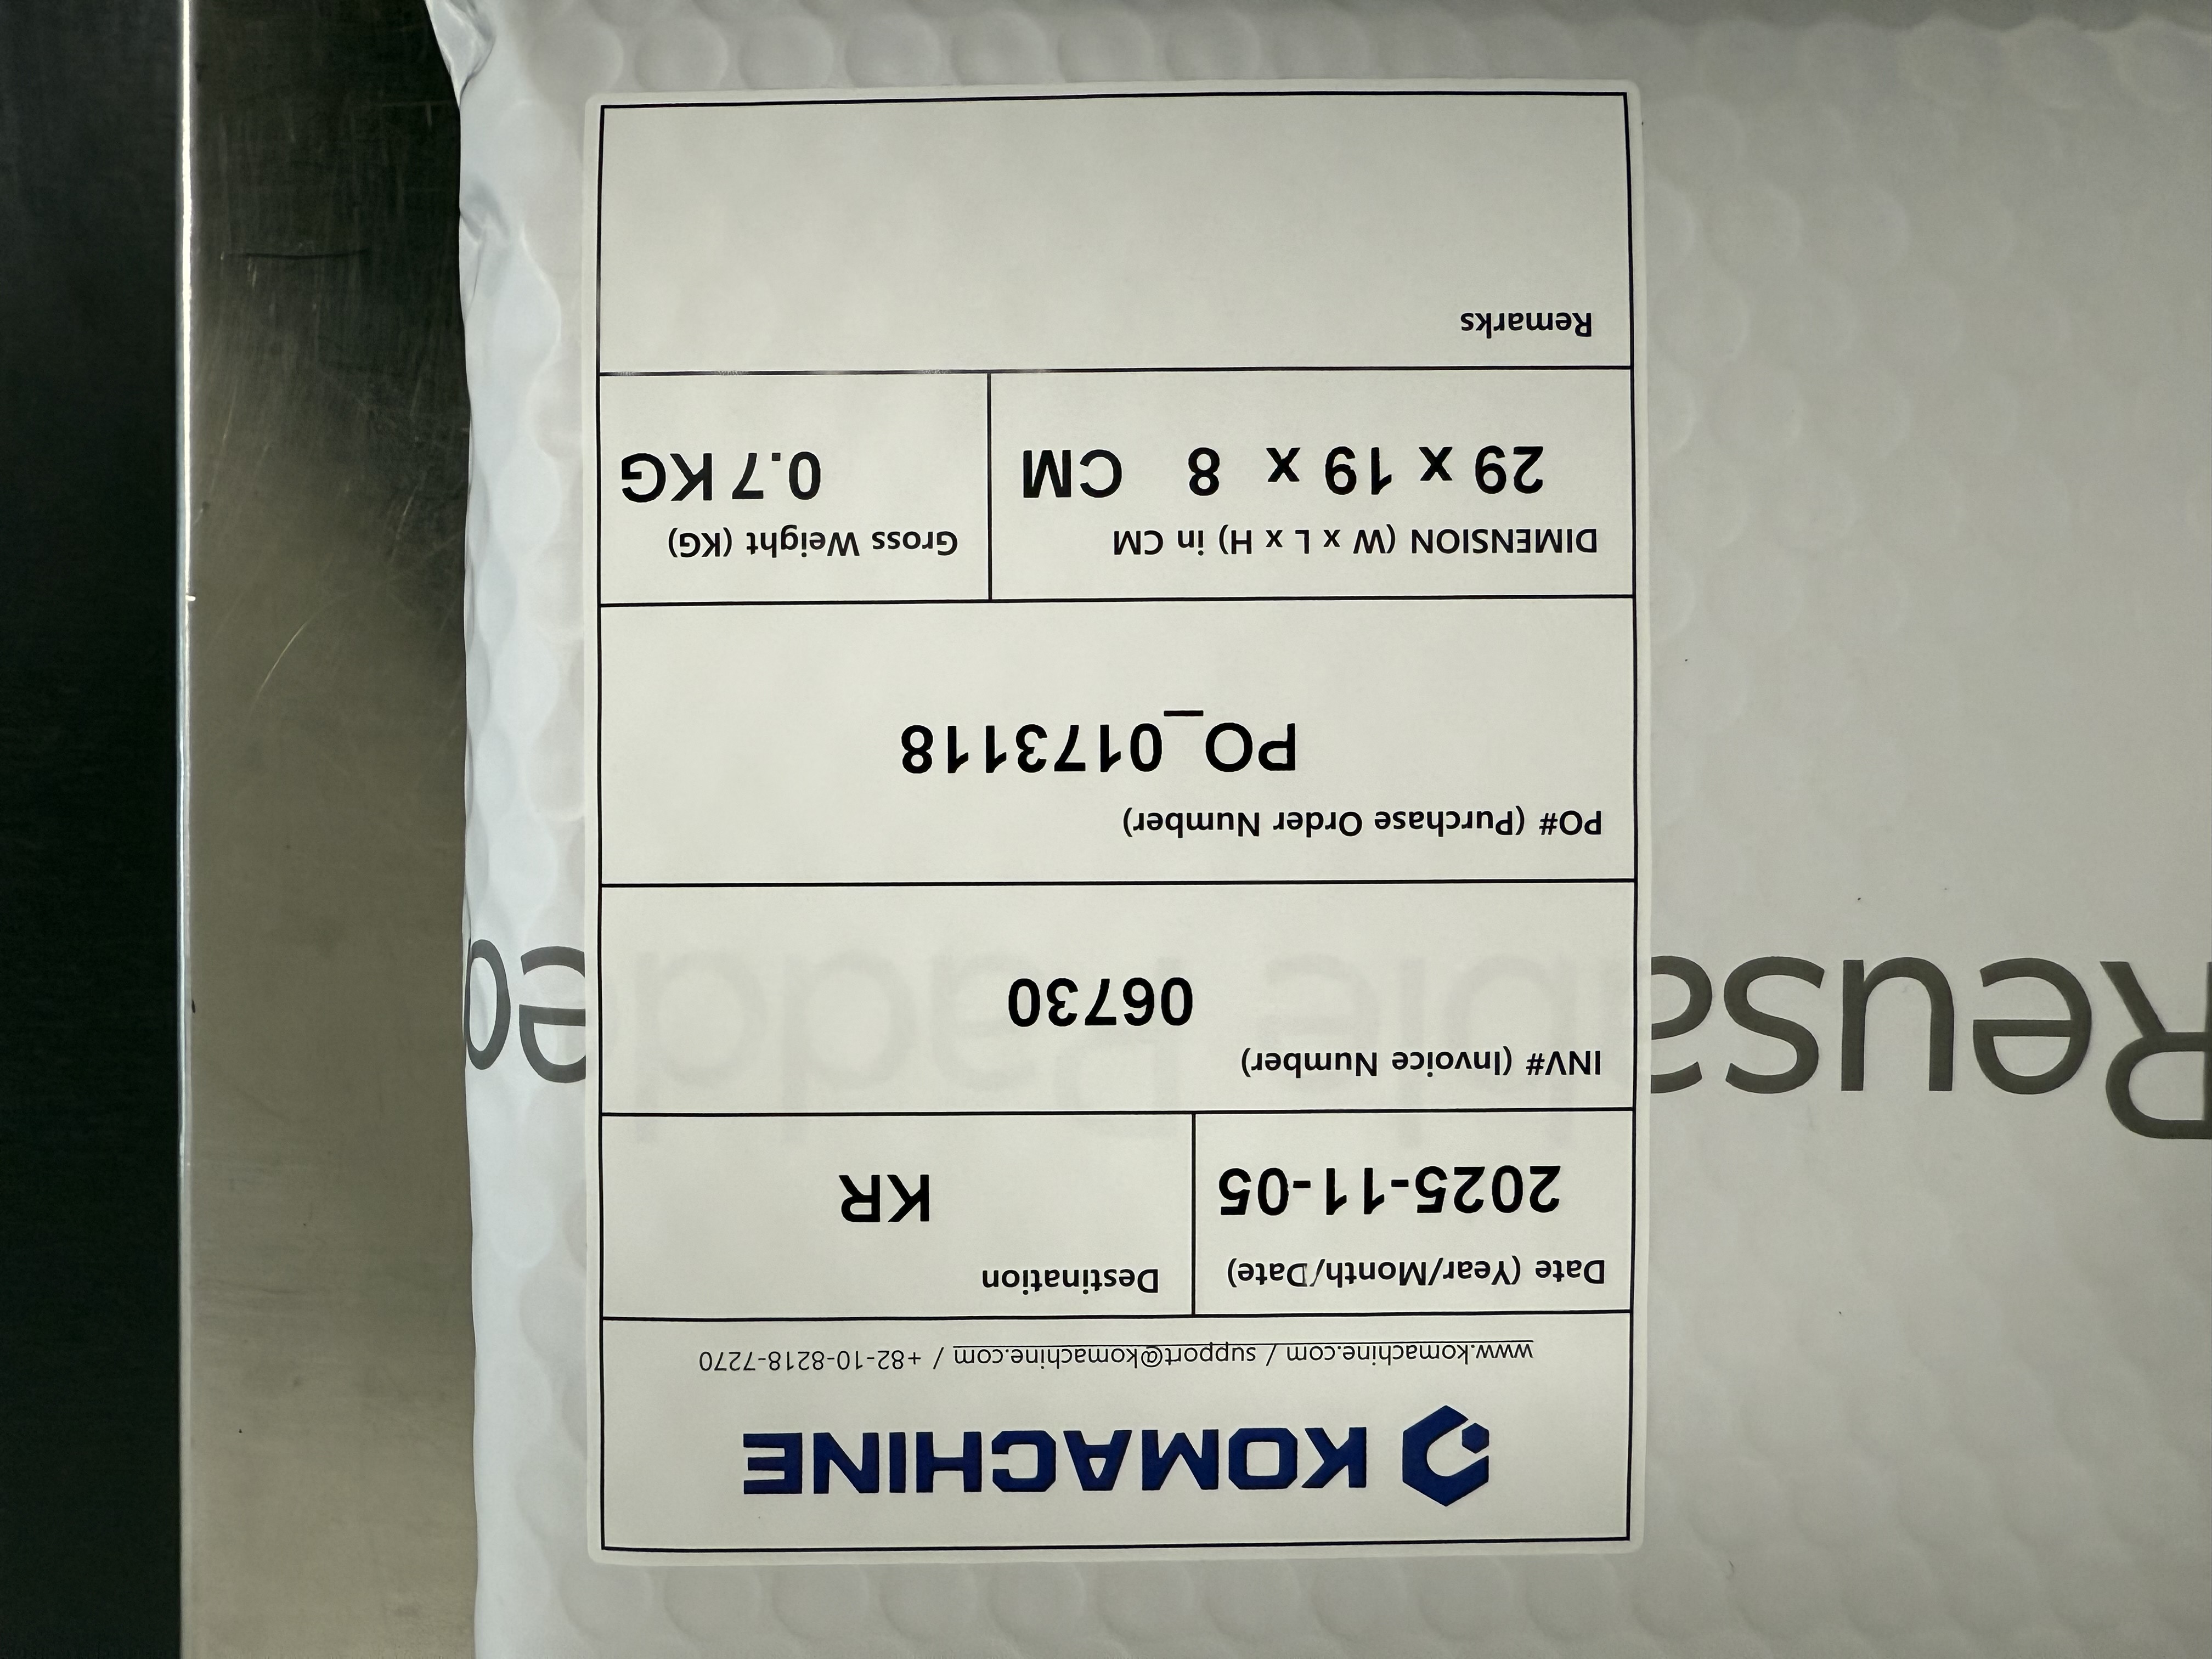 KOMACHINE
www.komachine.com / support@komachine.com / +82-10-8218-7270
Date (Year/Month/Date)
2025-11-05
Destination
KR
INV# (Invoice Number)
06730
PO# (Purchase Order Number)
PO_0173118
DIMENSION (W x L x H) in CM
29 x 19 x 8 CM
Gross Weight (KG)
0.7 KG
Remarks
Reusable Padded